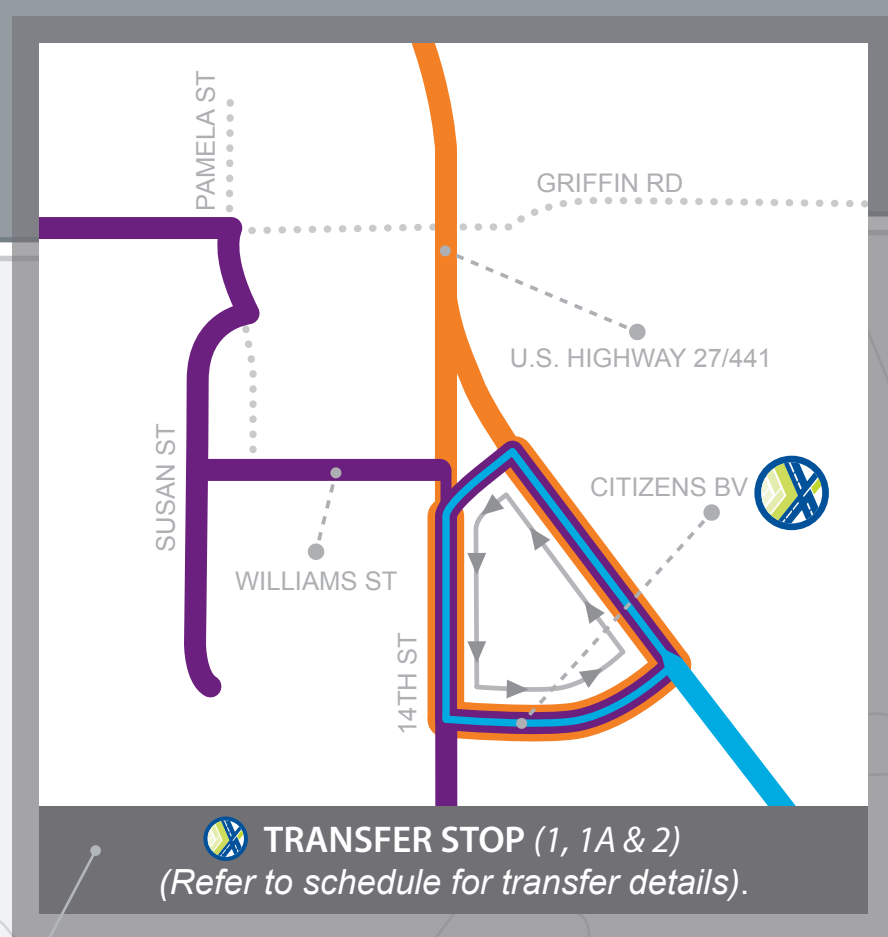 PAMELA ST
GRIFFIN RD
U.S. HIGHWAY 27/441
SUSAN ST
CITIZENS BV
WILLIAMS ST
14TH ST
TRANSFER STOP (1, 1A & 2)
(Refer to schedule for transfer details).